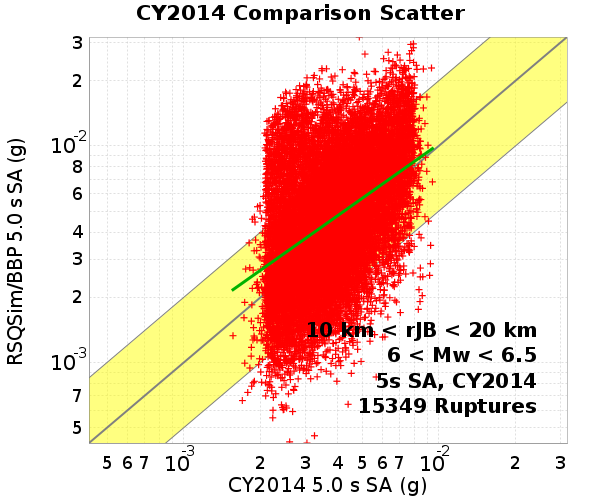 CY2014 Comparison Scatter
RSQSim/BBP 5.0 s SA (g)
3
2
10⁻²
8
6
4
3
2
10⁻³
7
5
10 km < rJB < 20 km
6 < Mw < 6.5
5s SA, CY2014
15349 Ruptures
5 6 7 10⁻³ 2 3 4 5 6 7 10⁻² 2 3
CY2014 5.0 s SA (g)